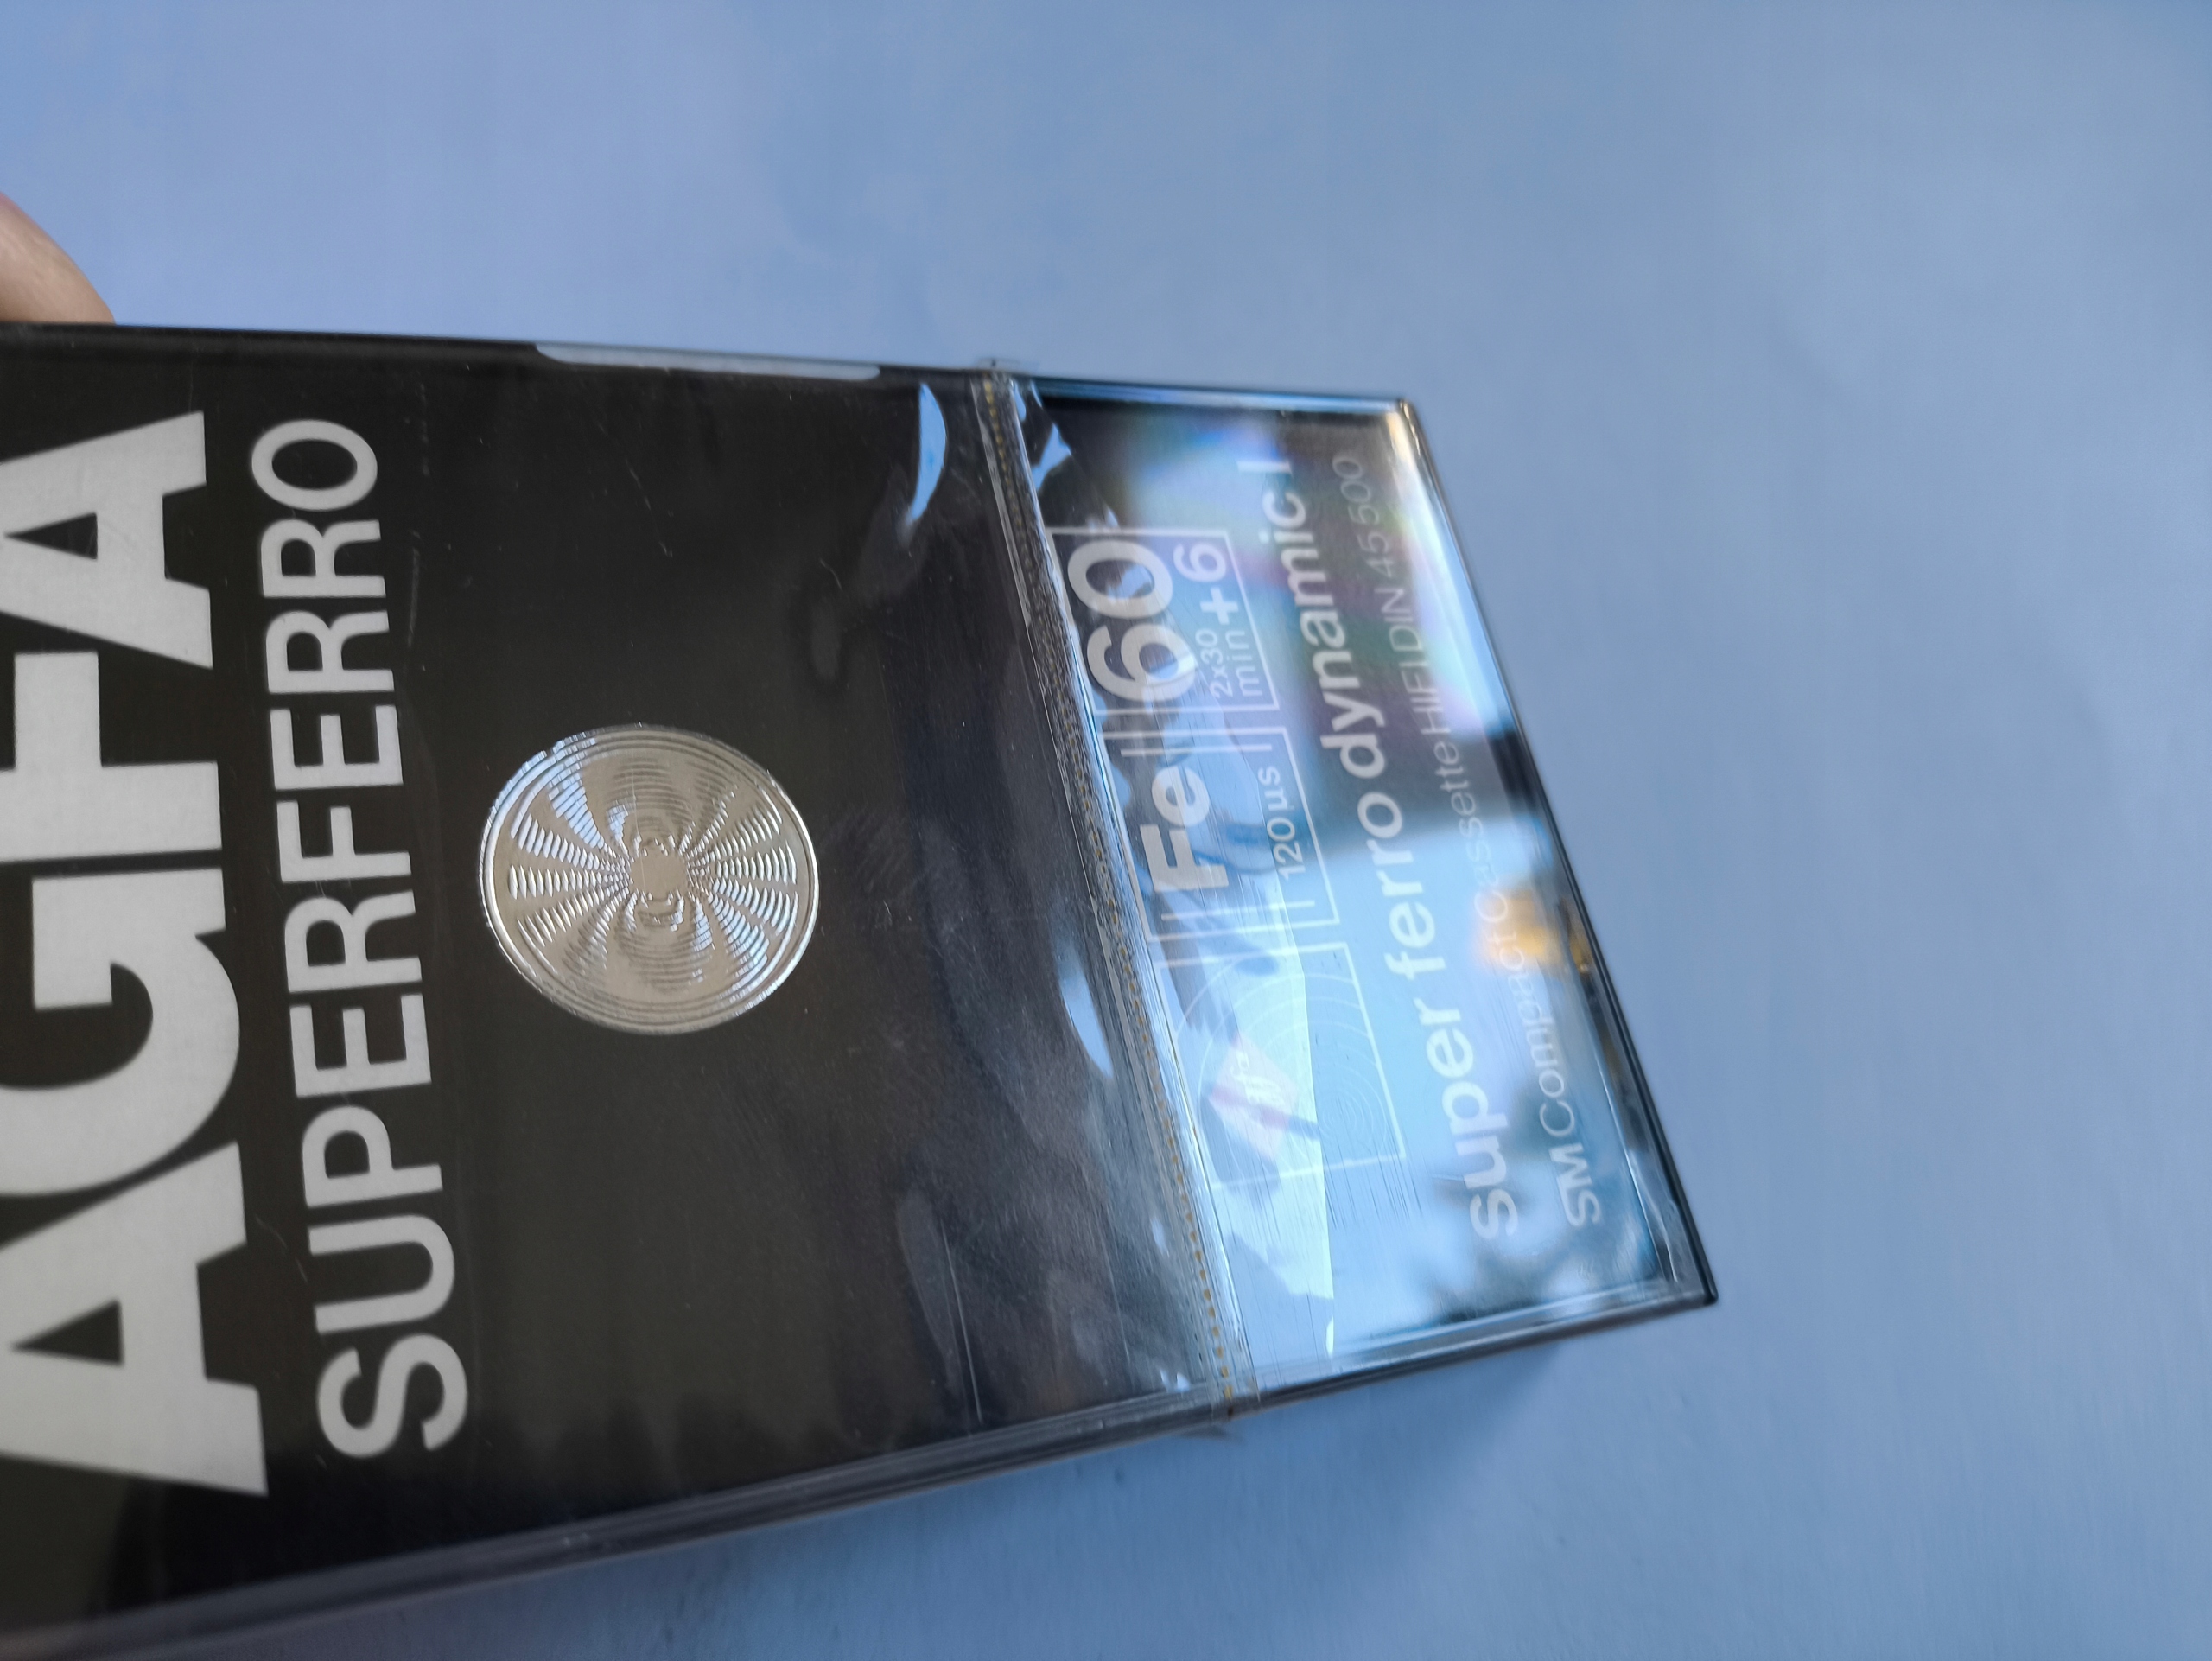 AGFA
SUPERFERRO
Fe 60
120 µs 2x30 min +6
super ferro dynamic I
SM Compact Cassette HIFI DIN 45 500